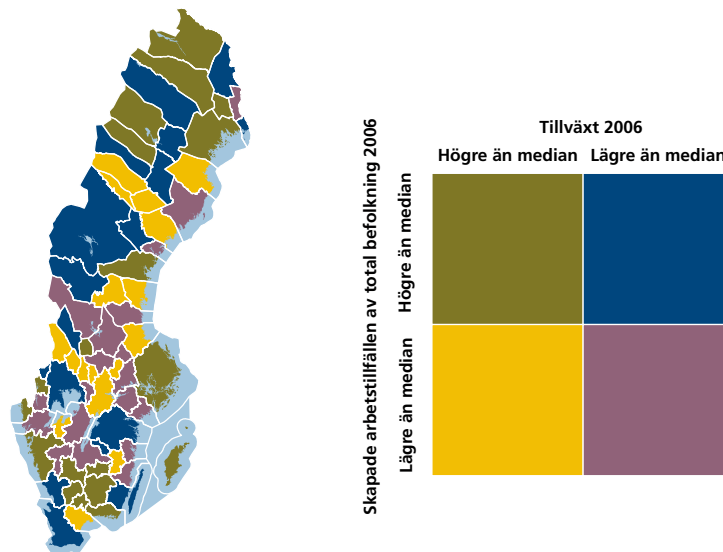 Tillväxt 2006
Högre än median Lägre än median
Skapade arbetstillfällen av total befolkning 2006
Högre än median
Lägre än median